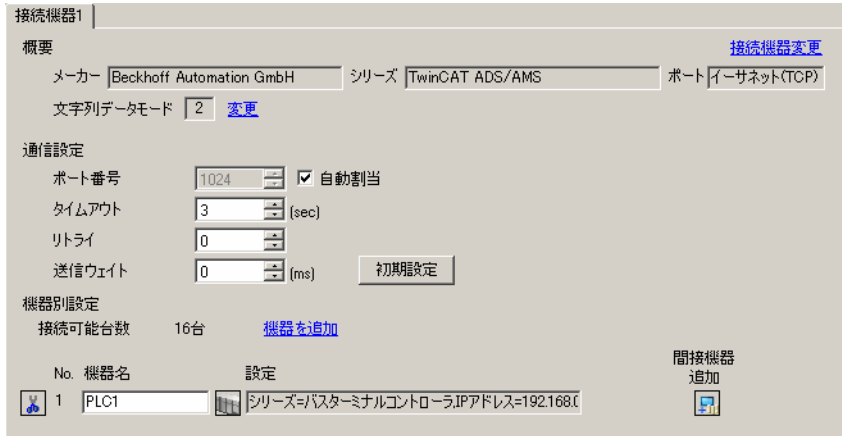 接続機器1
概要 接続機器変更
メーカー Beckhoff Automation GmbH シリーズ TwinCAT ADS/AMS ポート イーサネット(TCP)
文字列データモード 2 変更
通信設定
ポート番号 1024 自動割当
タイムアウト 3 (sec)
リトライ 0
送信ウェイト 0 (ms) 初期設定
機器別設定
接続可能台数 16台 機器を追加
間接機器
No. 機器名 設定 追加
1 PLC1 シリーズ=バスターミナルコントローラ,IPアドレス=192.168.0